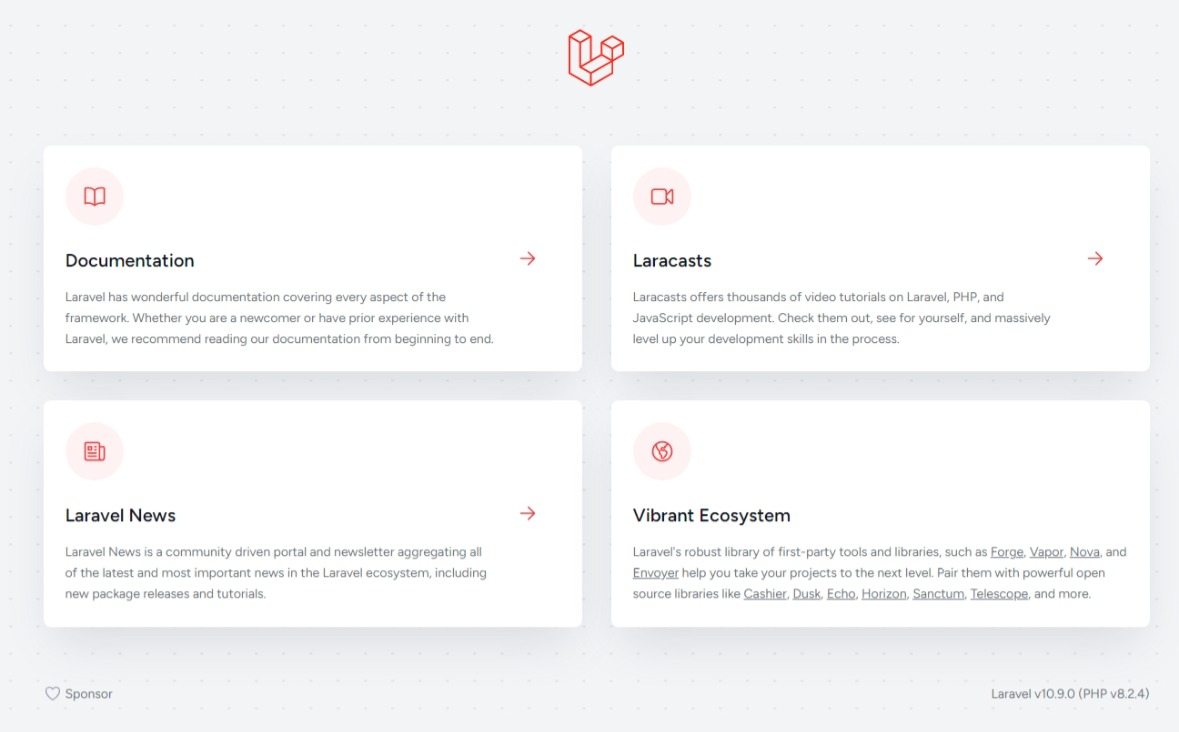 Documentation
Laravel has wonderful documentation covering every aspect of the
framework. Whether you are a newcomer or have prior experience with
Laravel, we recommend reading our documentation from beginning to end.
Laracasts
Laracasts offers thousands of video tutorials on Laravel, PHP, and
JavaScript development. Check them out, see for yourself, and massively
level up your development skills in the process.
Laravel News
Laravel News is a community driven portal and newsletter aggregating all
of the latest and most important news in the Laravel ecosystem, including
new package releases and tutorials.
Vibrant Ecosystem
Laravel's robust library of first-party tools and libraries, such as Forge, Vapor, Nova, and
Envoyer help you take your projects to the next level. Pair them with powerful open
source libraries like Cashier, Dusk, Echo, Horizon, Sanctum, Telescope, and more.
Sponsor
Laravel v10.9.0 (PHP v8.2.4)